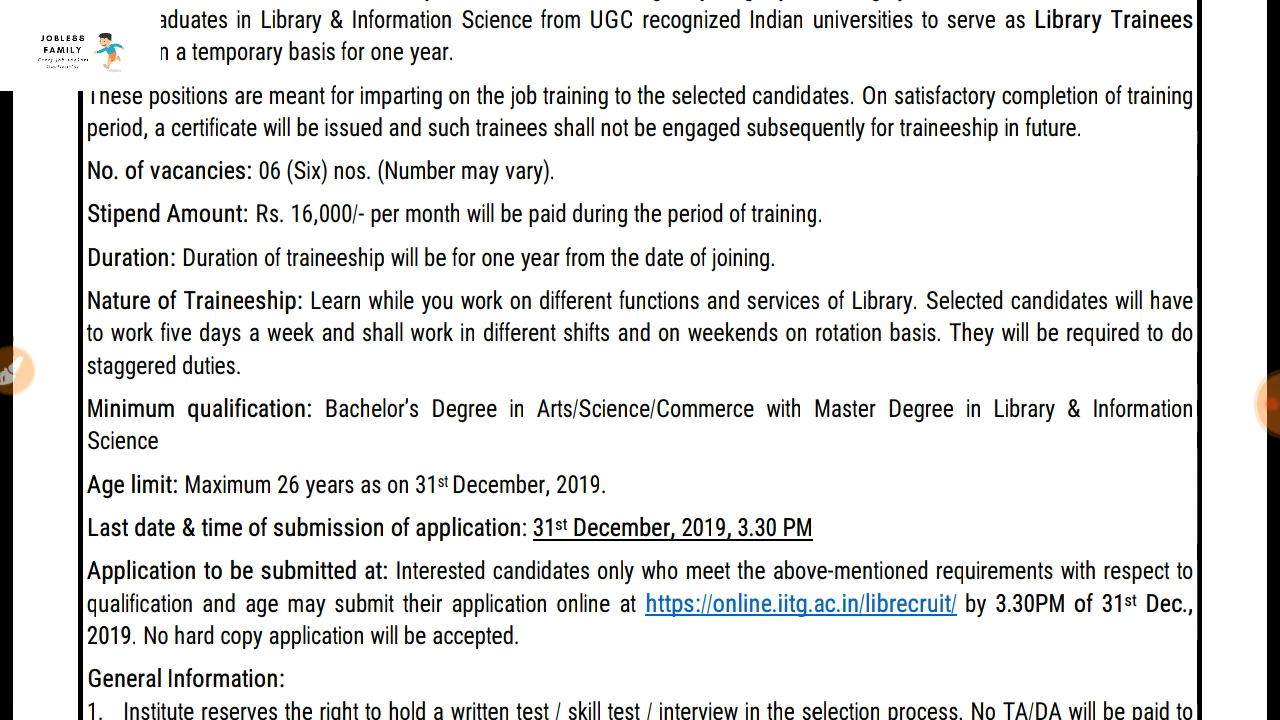 aduates in Library & Information Science from UGC recognized Indian universities to serve as Library Trainees
JOBLESS
FAMILY
n a temporary basis for one year.
These positions are meant for imparting on the job training to the selected candidates. On satisfactory completion of training
period, a certificate will be issued and such trainees shall not be engaged subsequently for traineeship in future.
No. of vacancies: 06 (Six) nos. (Number may vary).
Stipend Amount: Rs. 16,000/- per month will be paid during the period of training.
Duration: Duration of traineeship will be for one year from the date of joining.
Nature of Traineeship: Learn while you work on different functions and services of Library. Selected candidates will have
to work five days a week and shall work in different shifts and on weekends on rotation basis. They will be required to do
staggered duties.
Minimum qualification: Bachelor's Degree in Arts/Science/Commerce with Master Degree in Library & Information
Science
Age limit: Maximum 26 years as on 31st December, 2019.
Last date & time of submission of application: 31st December, 2019, 3.30 PM
Application to be submitted at: Interested candidates only who meet the above-mentioned requirements with respect to
qualification and age may submit their application online at https://online.iitg.ac.in/librecruit/ by 3.30PM of 31st Dec.,
2019. No hard copy application will be accepted.
General Information:
1. Institute reserves the right to hold a written test / skill test / interview in the selection process. No TA/DA will be paid to